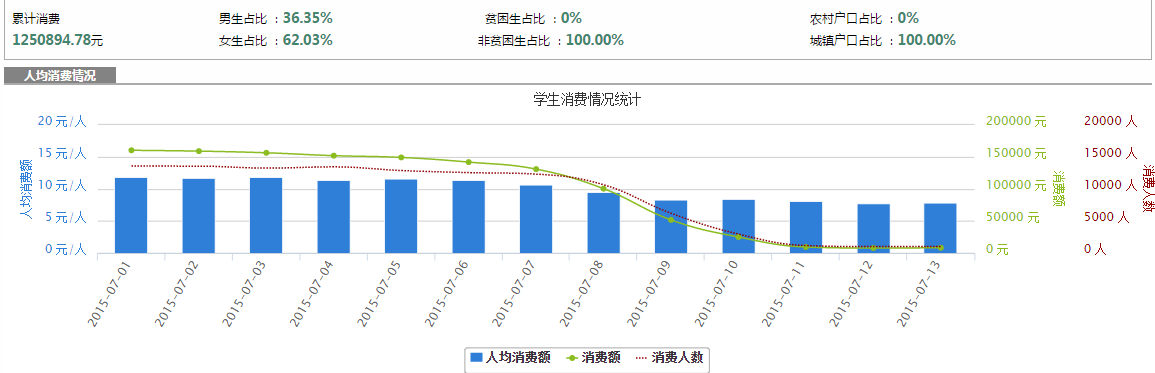 累计消费 男生占比 ：36.35% 贫困生占比 ：0% 农村户口占比 ：0%
1250894.78元 女生占比 ：62.03% 非贫困生占比 ：100.00% 城镇户口占比 ：100.00%
人均消费情况
学生消费情况统计
20 元/人 200000 元 20000 人
15 元/人 150000 元 15000 人
10 元/人 100000 元 10000 人
5 元/人 50000 元 5000 人
0 元/人 0 元 0 人
人均消费额
消费额
消费人数
2015-07-01 2015-07-02 2015-07-03 2015-07-04 2015-07-05 2015-07-06 2015-07-07 2015-07-08 2015-07-09 2015-07-10 2015-07-11 2015-07-12 2015-07-13
人均消费额 消费额 消费人数